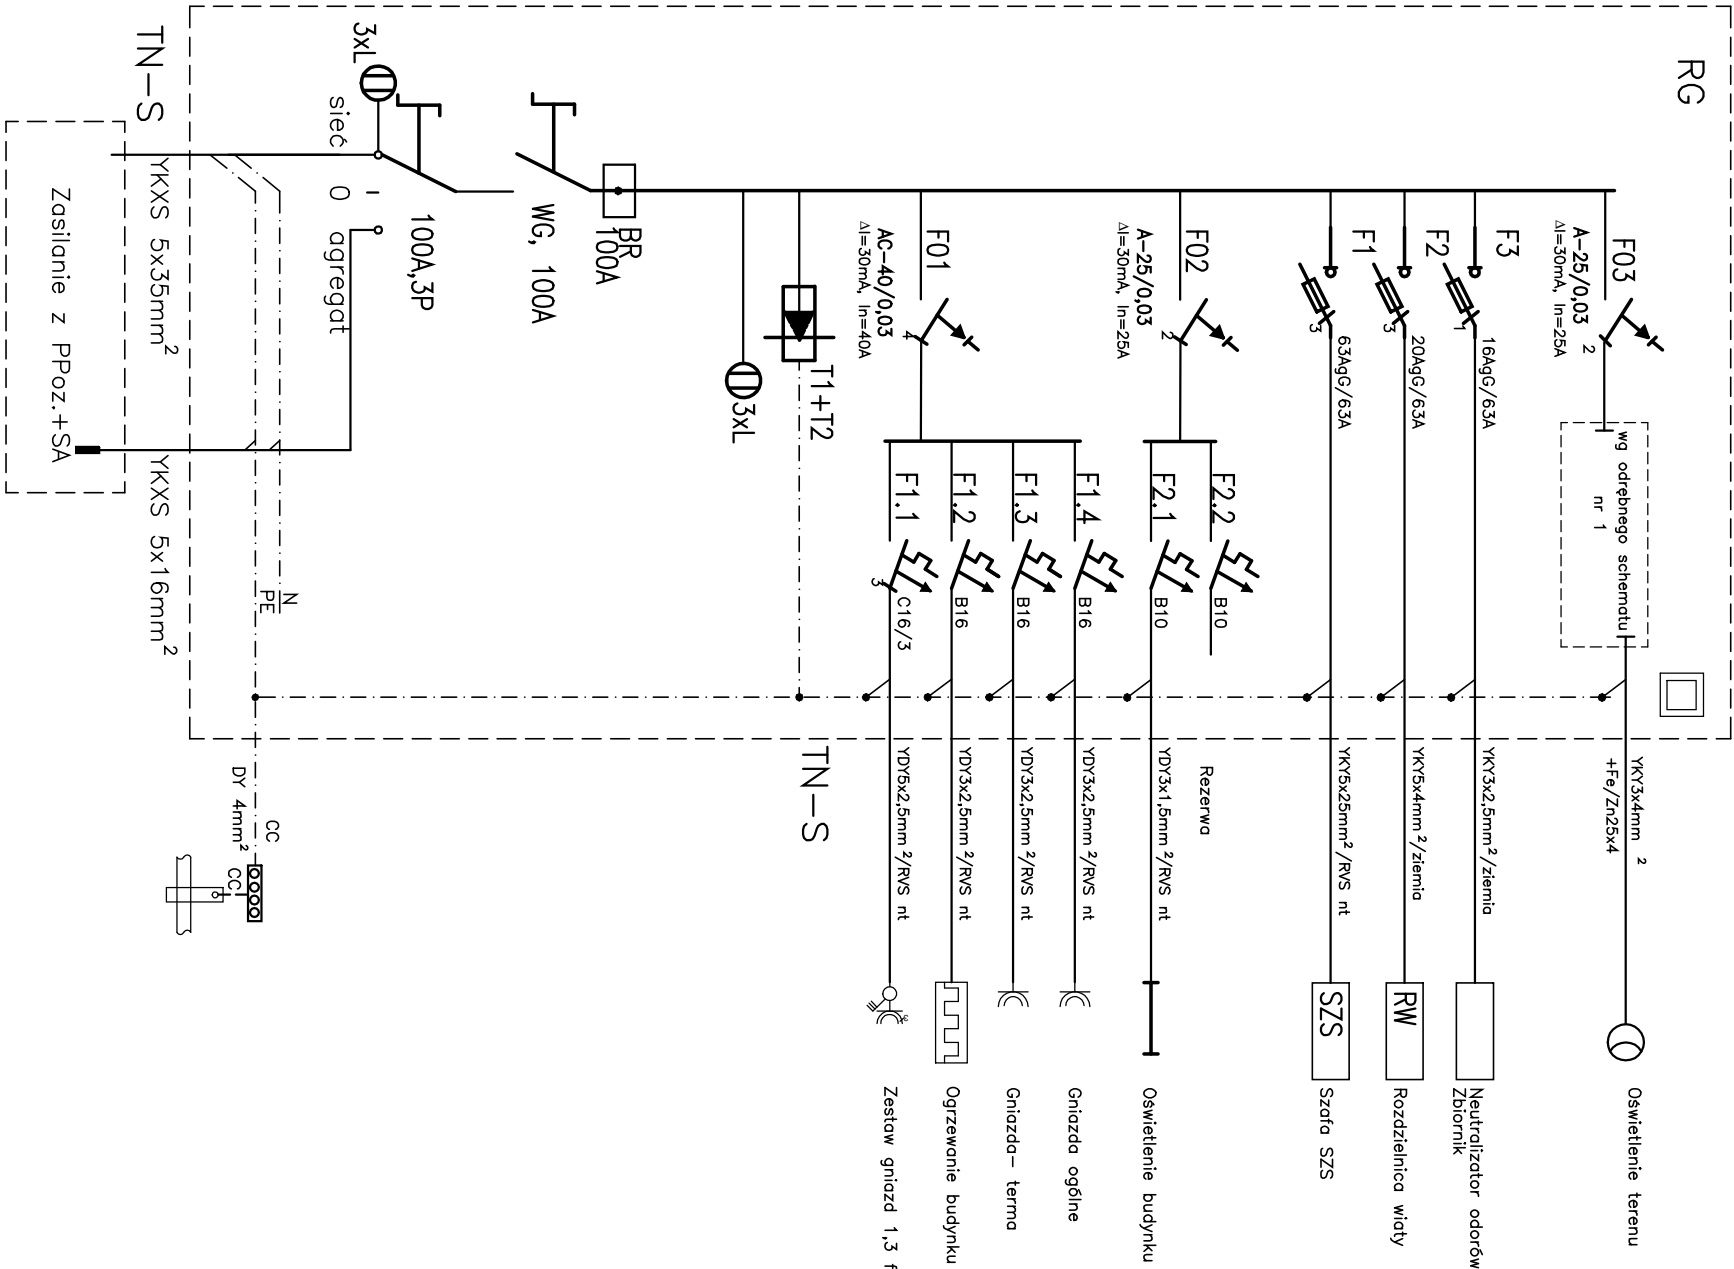 RG
TN-S
3xL
sieć
0
agregat
100A,3P
WG, 100A
BR
100A
YKXS 5x35mm²
Zasilanie z PPoz.+SA
YKXS 5x16mm²
N
PE
3xL
T1+T2
F01
AC-40/0,03
ΔI=30mA, In=40A
4
F02
A-25/0,03
ΔI=30mA, In=25A
2
F1
3
63AgG/63A
F2
3
20AgG/63A
F3
1
16AgG/63A
F03
A-25/0,03
ΔI=30mA, In=25A
2
wg odrębnego schematu
nr 1
F1.1
3
C16/3
F1.2
B16
F1.3
B16
F1.4
B16
F2.1
B10
F2.2
B10
TN-S
DY 4mm²
CC
CC
YDY5x2,5mm²/RVS nt
YDY3x2,5mm²/RVS nt
YDY3x2,5mm²/RVS nt
YDY3x2,5mm²/RVS nt
YDY3x1,5mm²/RVS nt
Rezerwa
YKY5x25mm²/RVS nt
YKY5x4mm²/ziemia
YKY3x2,5mm²/ziemia
YKY3x4mm²
+Fe/Zn25x4
SZS
RW
Zestaw gniazd 1,3 f
Ogrzewanie budynku
Gniazda- terma
Gniazda ogólne
Oświetlenie budynku
Szafa SZS
Rozdzielnica wiaty
Neutralizator odorów
Zbiornik
Oświetlenie terenu